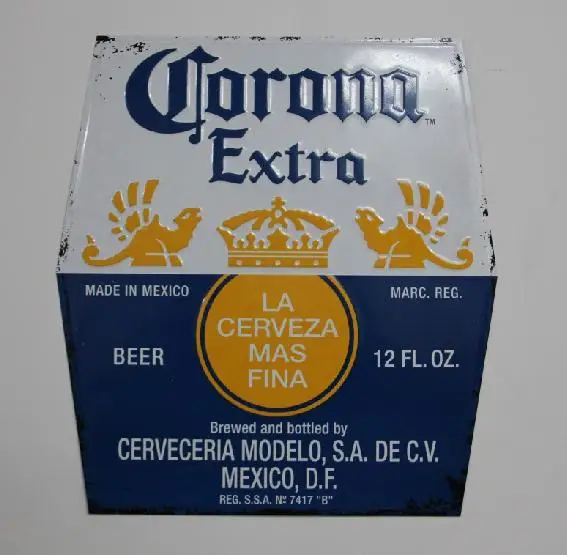 Corona
Extra
TM
MADE IN MEXICO
MARC. REG.
LA
CERVEZA
MAS
FINA
BEER
12 FL. OZ.
Brewed and bottled by
CERVECERIA MODELO, S.A. DE C.V.
MEXICO, D.F.
REG. S.S.A. Nº 7417 "B"